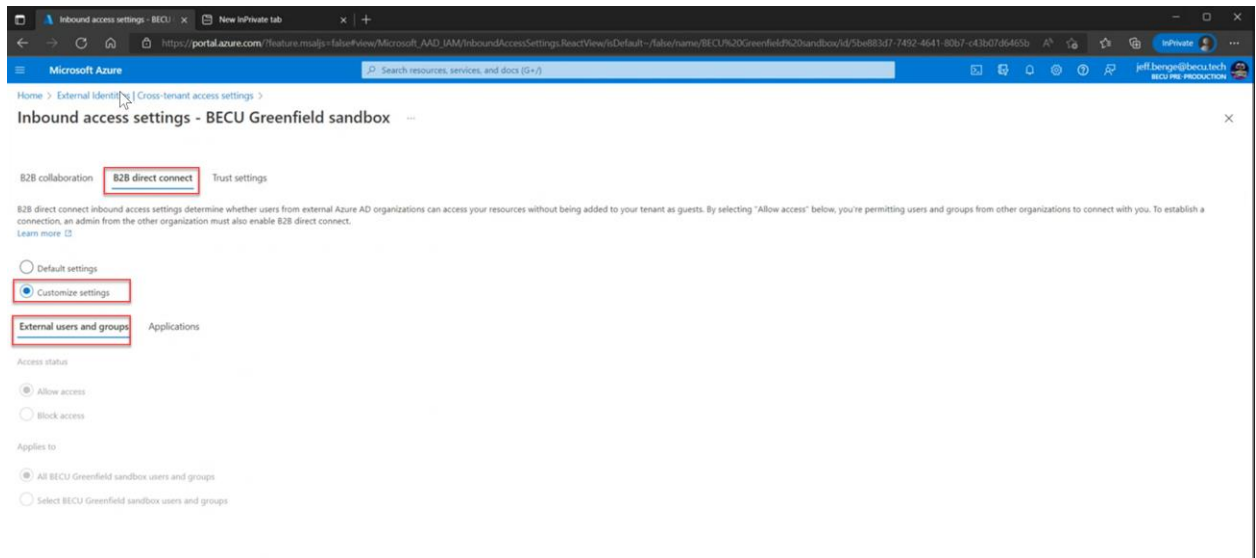 Inbound access settings - BECU
New InPrivate tab
https://portal.azure.com/?feature.msaljs=false#view/Microsoft_AAD_IAM/InboundAccessSettings.ReactView/isDefault~/false/name/BECU%20Greenfield%20sandbox/id/5be883d7-7492-4641-80b7-c43b07d6465b
InPrivate
Microsoft Azure
Search resources, services, and docs (G+/)
jeff.benge@becu.tech
BECU PRE-PRODUCTION
Home > External Identities | Cross-tenant access settings >
Inbound access settings - BECU Greenfield sandbox ...
B2B collaboration B2B direct connect Trust settings
B2B direct connect inbound access settings determine whether users from external Azure AD organizations can access your resources without being added to your tenant as guests. By selecting "Allow access" below, you're permitting users and groups from other organizations to connect with you. To establish a
connection, an admin from the other organization must also enable B2B direct connect.
Learn more
Default settings
Customize settings
External users and groups Applications
Access status
Allow access
Block access
Applies to
All BECU Greenfield sandbox users and groups
Select BECU Greenfield sandbox users and groups